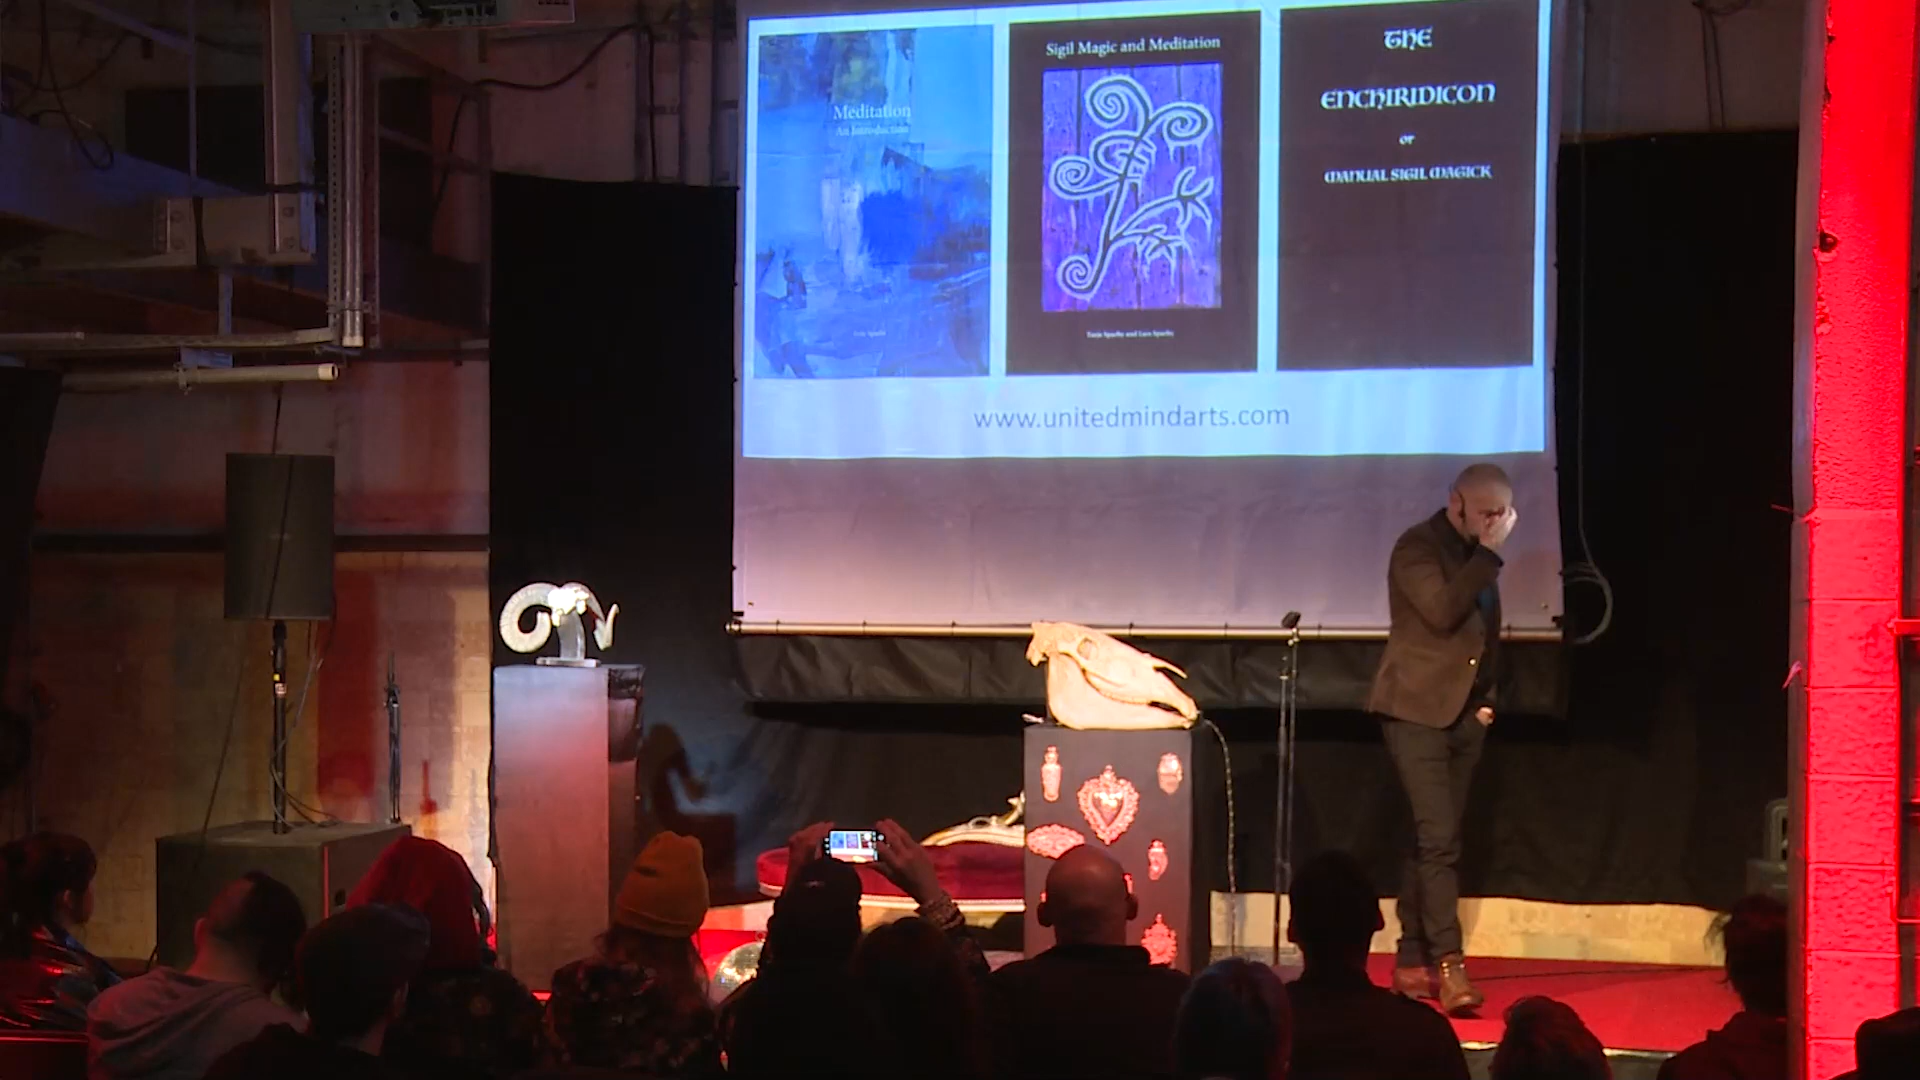 Meditation
An Introduction
Sigil Magic and Meditation
THE
ENCHIRIDICON
or
MANUAL SIGIL MAGICK
www.unitedmindarts.com